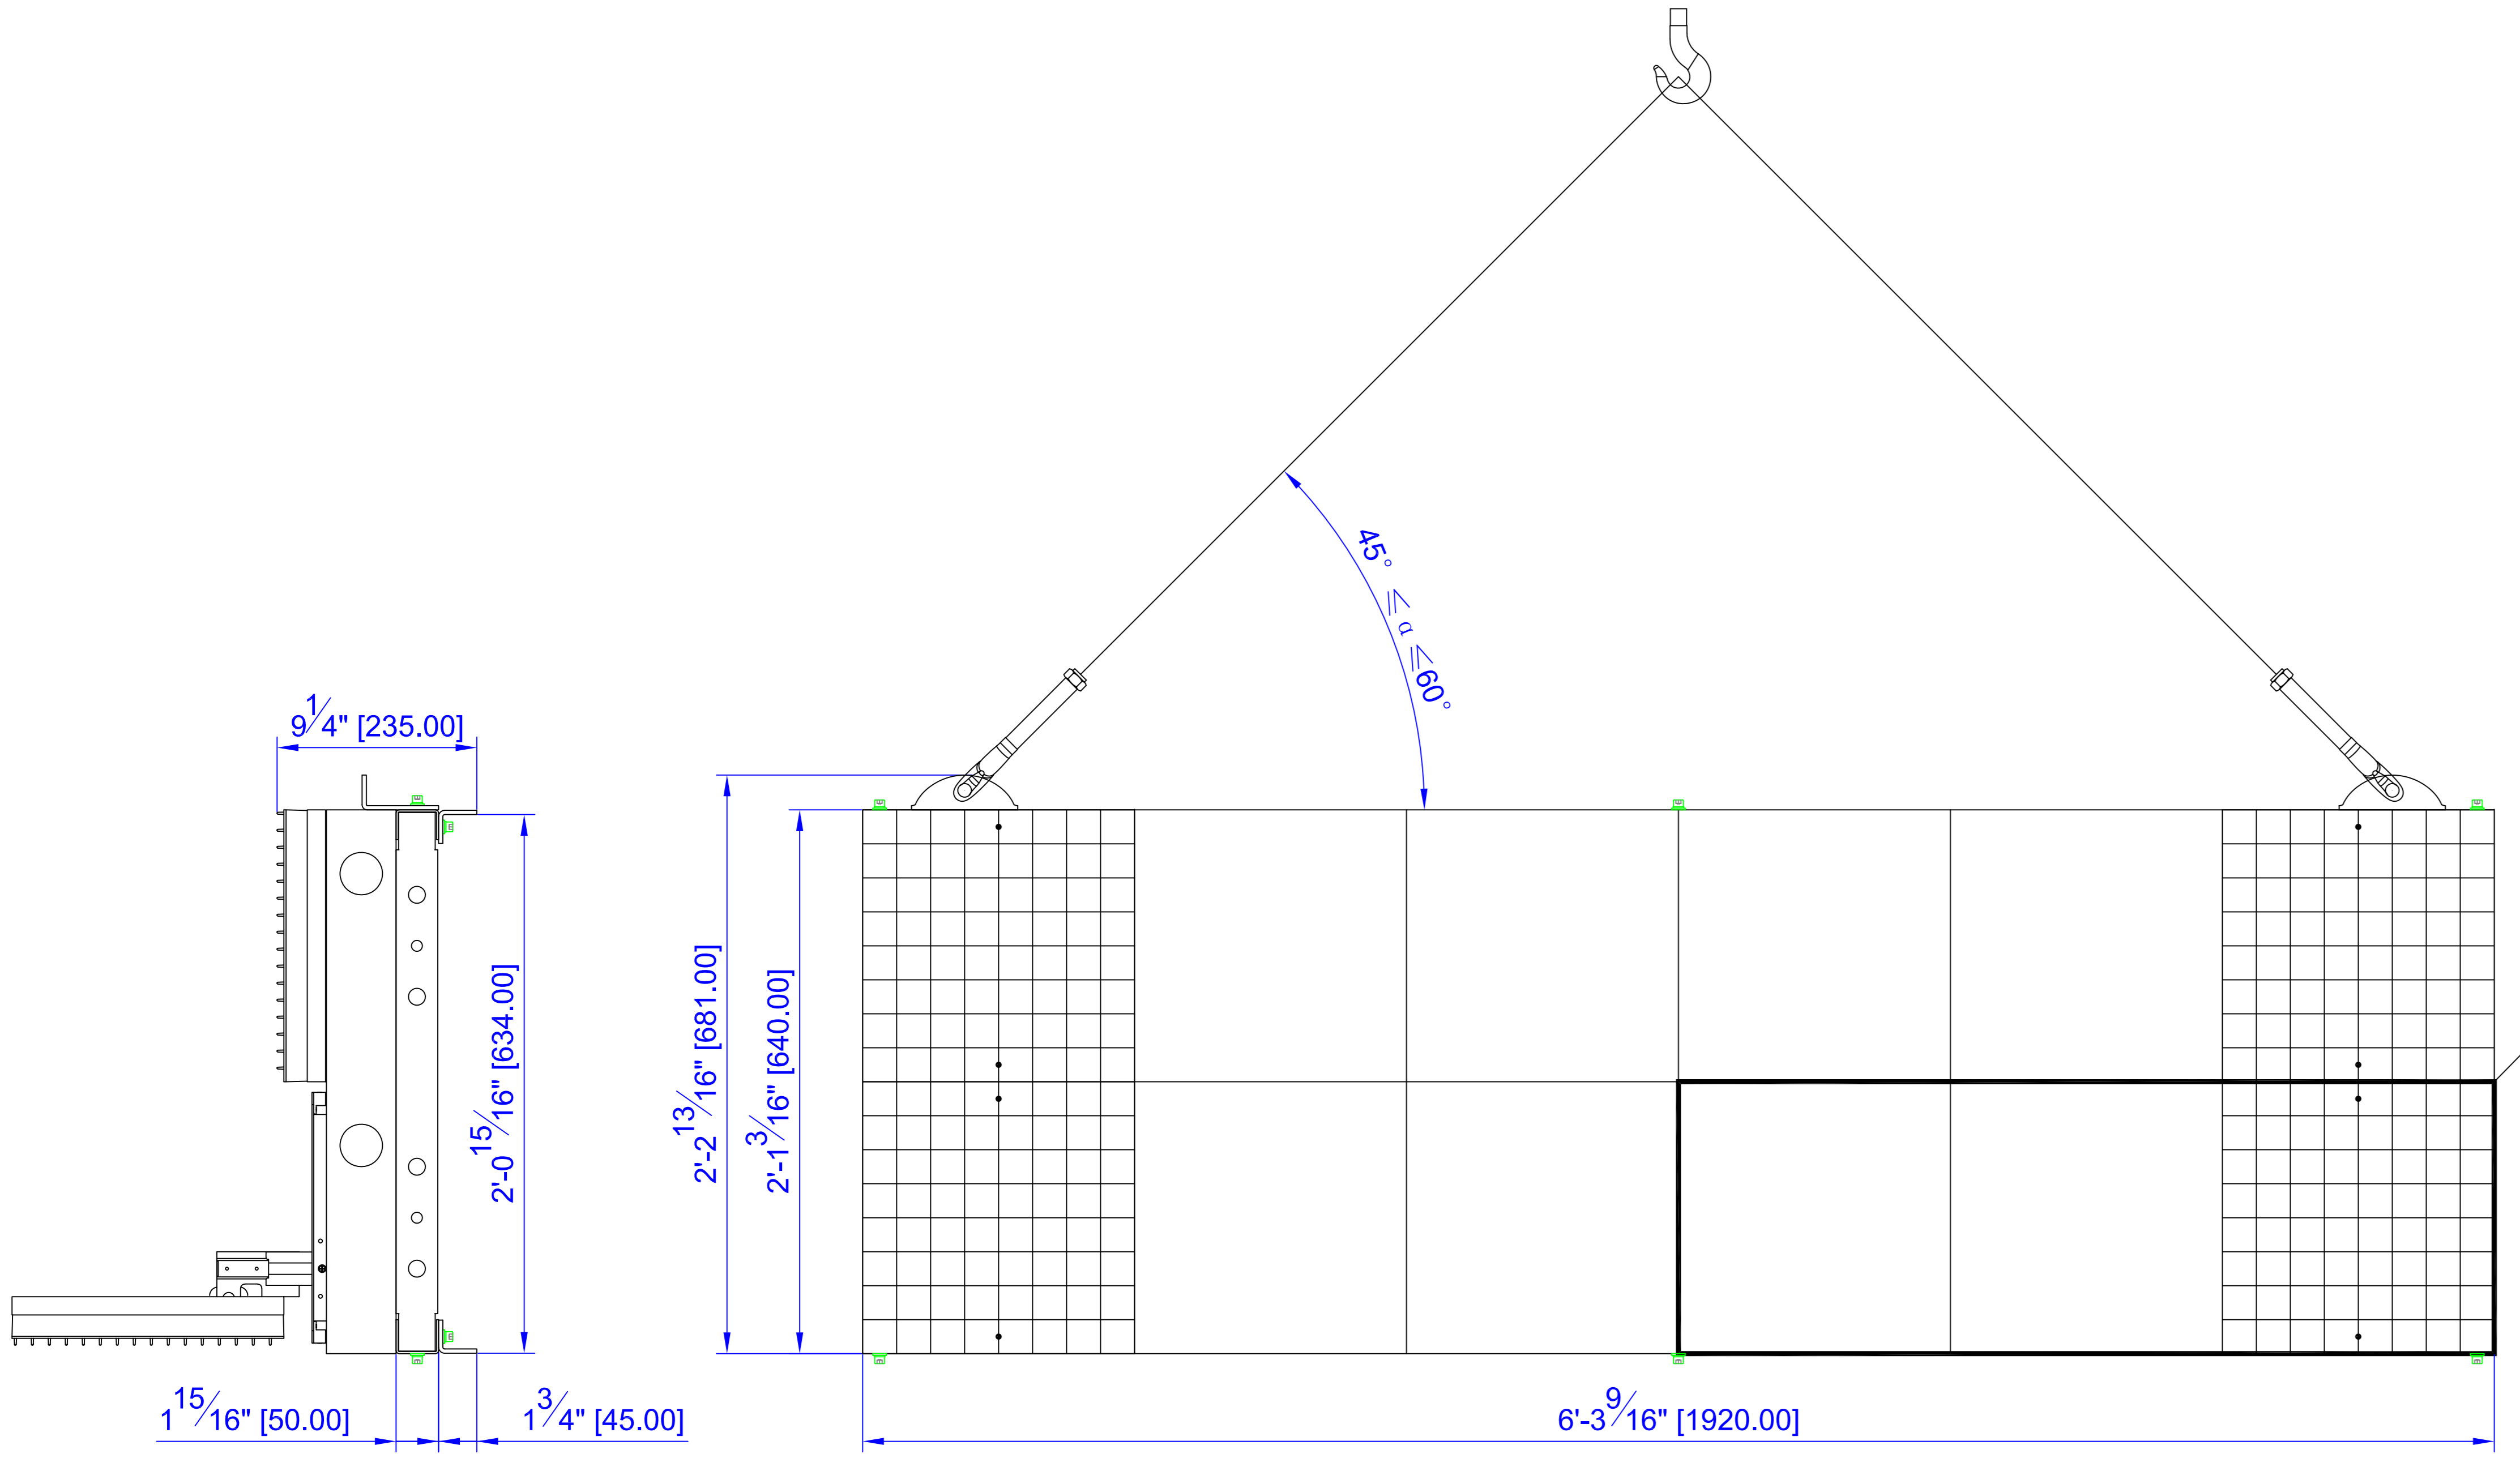 45° ≤ α ≤60°
9 1/4" [235.00]
2'-0 15/16" [634.00]
2'-2 13/16" [681.00]
2'-1 3/16" [640.00]
1 15/16" [50.00]
1 3/4" [45.00]
6'-3 9/16" [1920.00]